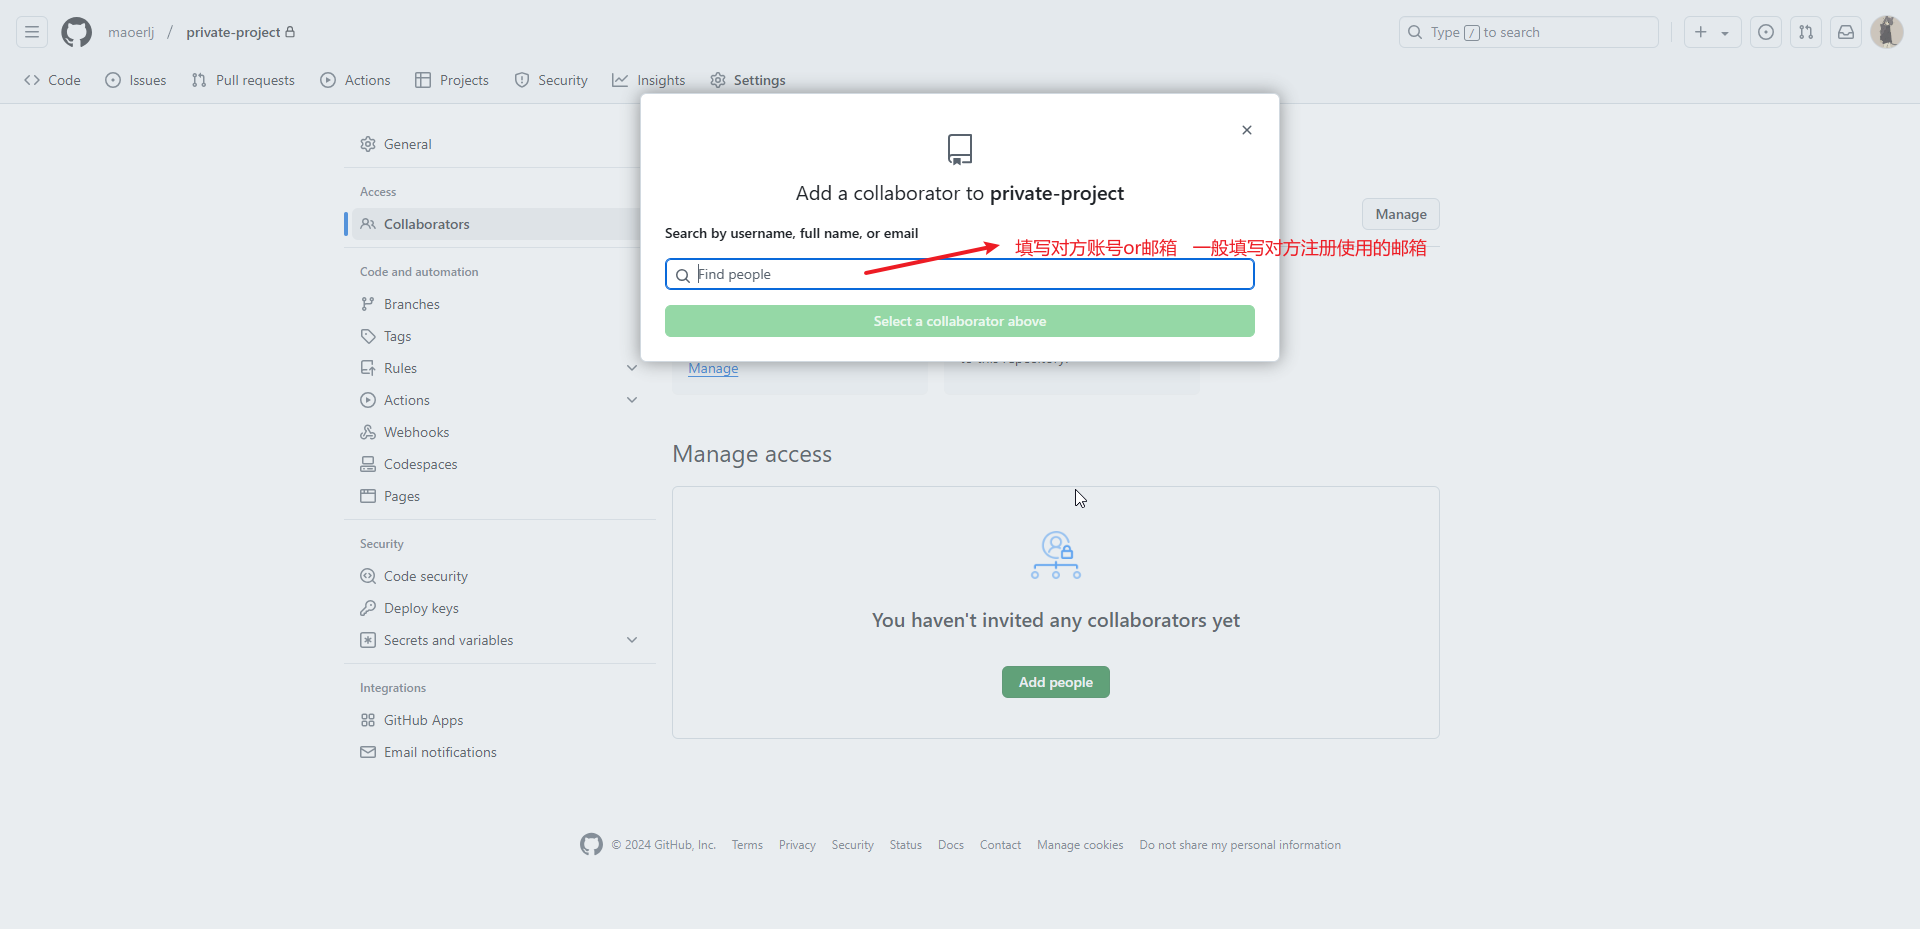 maoerlj / private-project
Type / to search
Code Issues Pull requests Actions Projects Security Insights Settings
Add a collaborator to private-project
Search by username, full name, or email
填写对方账号or邮箱 一般填写对方注册使用的邮箱
Find people
Select a collaborator above
General
Access
Collaborators
Code and automation
Branches
Tags
Rules
Actions
Webhooks
Codespaces
Pages
Security
Code security
Deploy keys
Secrets and variables
Integrations
GitHub Apps
Email notifications
Manage
to this repository.
Manage
Manage access
You haven't invited any collaborators yet
Add people
© 2024 GitHub, Inc. Terms Privacy Security Status Docs Contact Manage cookies Do not share my personal information